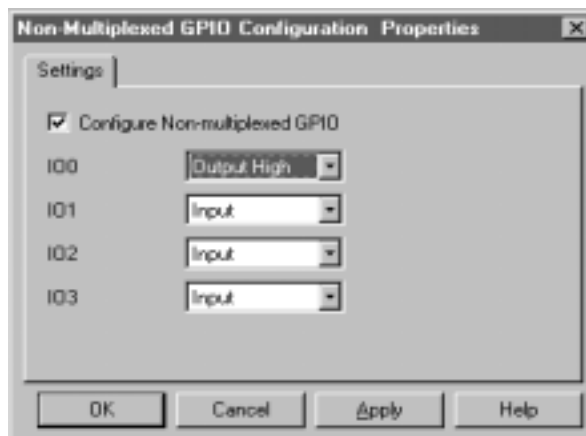 Non-Multiplexed GPIO Configuration Properties
Settings
Configure Non-multiplexed GPIO
IO0 Output High
IO1 Input
IO2 Input
IO3 Input
OK Cancel Apply Help